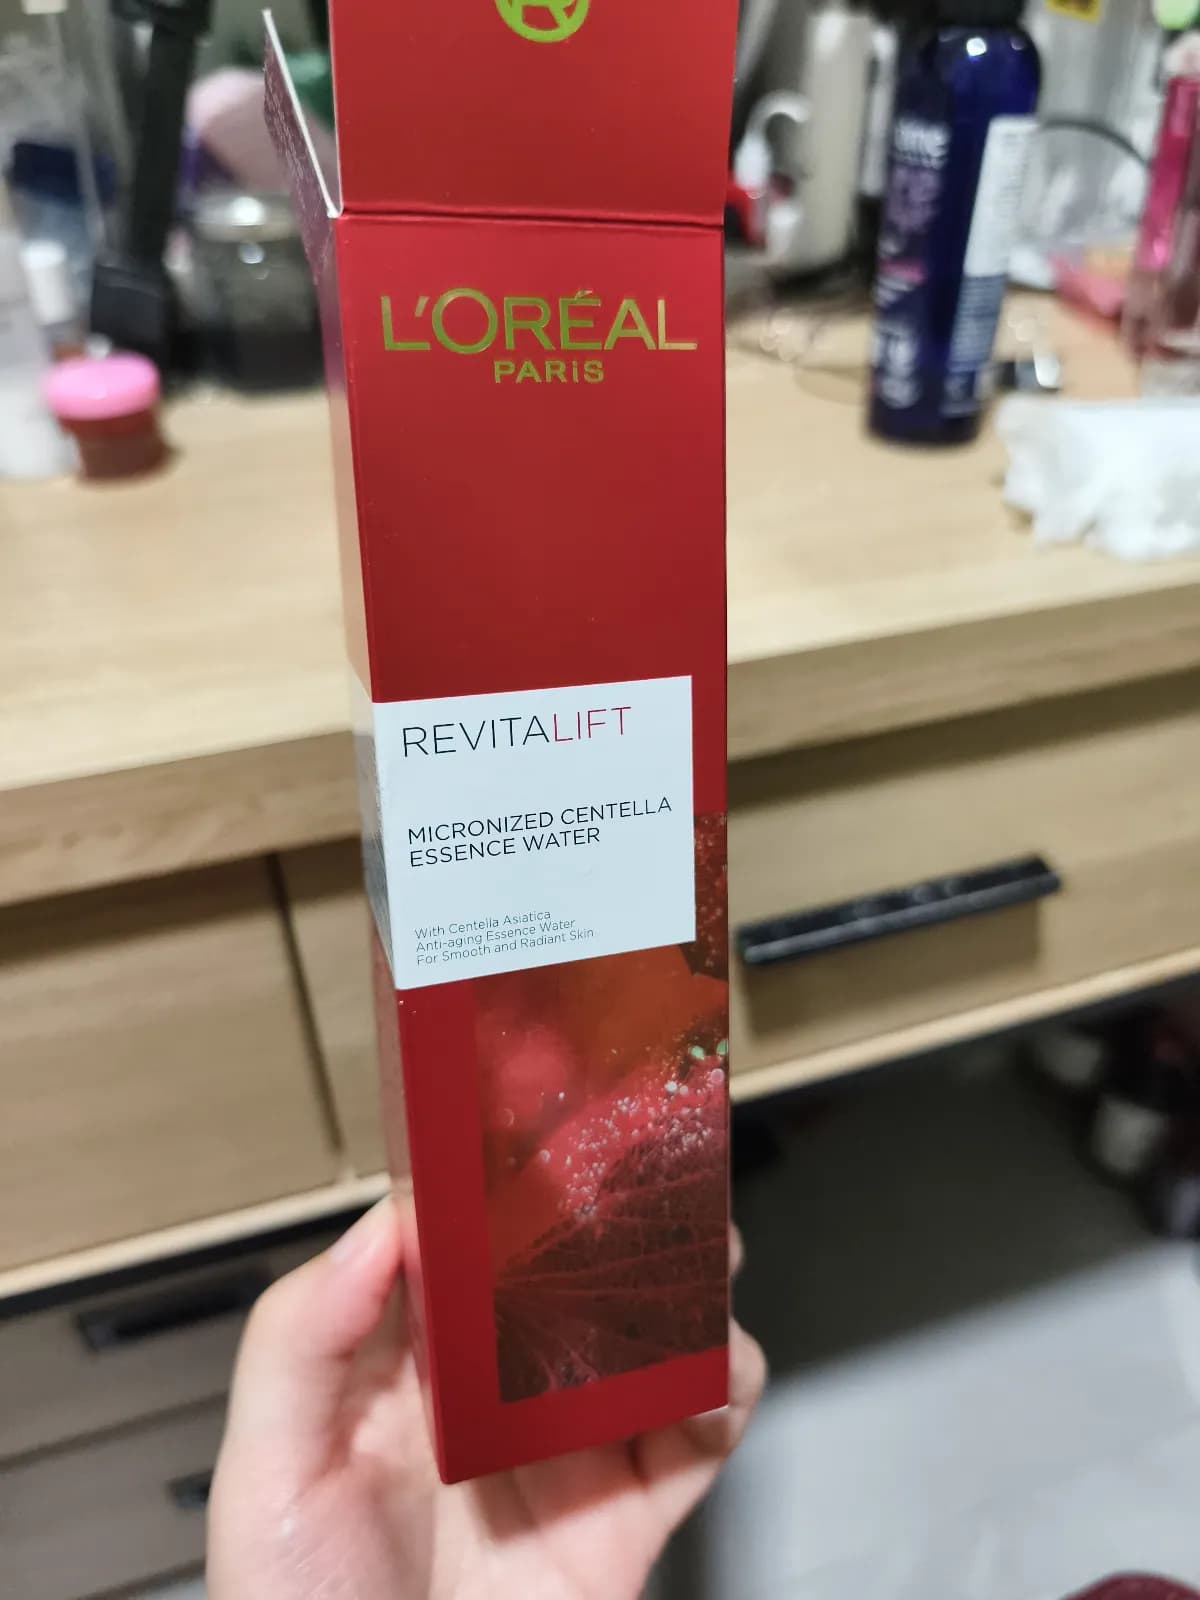 L'ORÉAL
PARiS
REVITALIFT
MICRONIZED CENTELLA
ESSENCE WATER
With Centella Asiatica
Anti-aging Essence Water
For Smooth and Radiant Skin